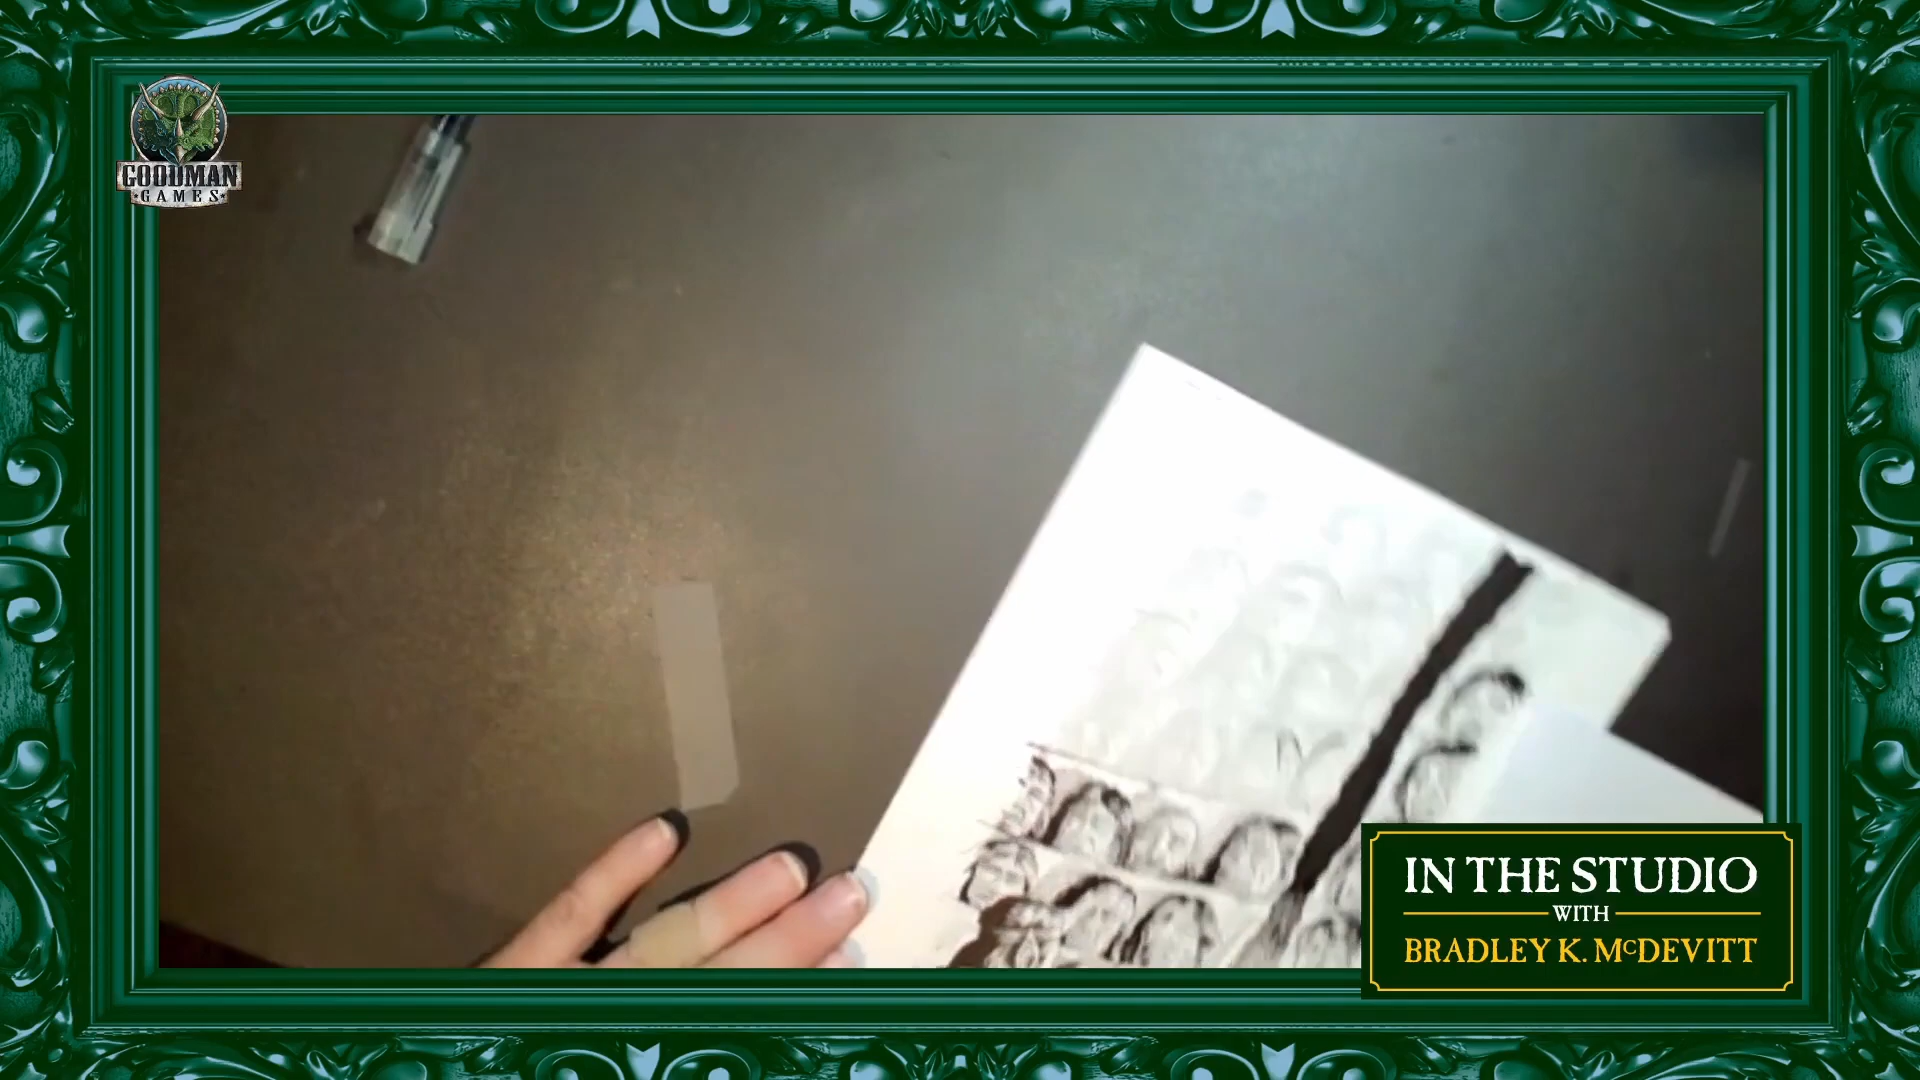 GOODMAN
GAMES
IN THE STUDIO
WITH
BRADLEY K. McDEVITT